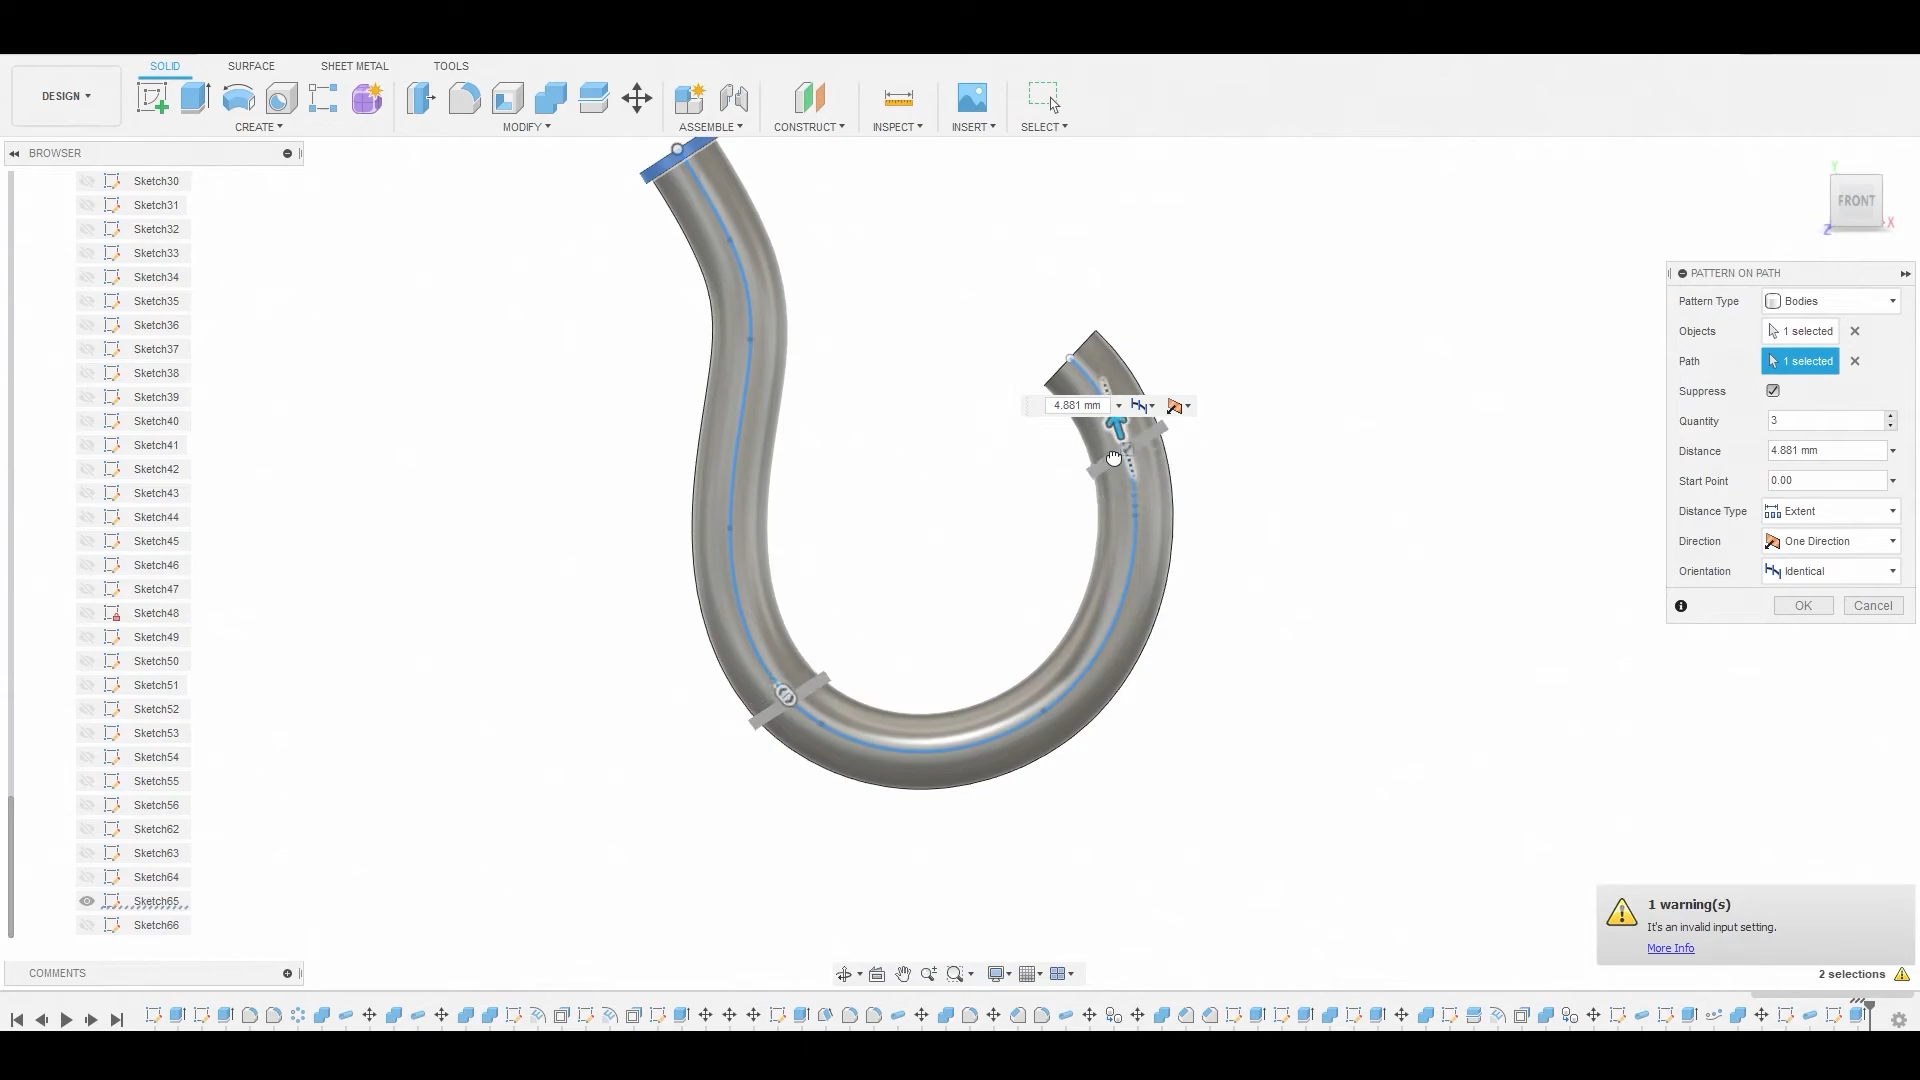 SOLID SURFACE SHEET METAL TOOLS
DESIGN
CREATE MODIFY ASSEMBLE CONSTRUCT INSPECT INSERT SELECT
BROWSER
Sketch30
Sketch31
Sketch32
Sketch33
Sketch34
Sketch35
Sketch36
Sketch37
Sketch38
Sketch39
Sketch40
Sketch41
Sketch42
Sketch43
Sketch44
Sketch45
Sketch46
Sketch47
Sketch48
Sketch49
Sketch50
Sketch51
Sketch52
Sketch53
Sketch54
Sketch55
Sketch56
Sketch62
Sketch63
Sketch64
Sketch65
Sketch66
COMMENTS
4.881 mm
Y
FRONT
X
Z
PATTERN ON PATH
Pattern Type Bodies
Objects 1 selected
Path 1 selected
Suppress
Quantity 3
Distance 4.881 mm
Start Point 0.00
Distance Type Extent
Direction One Direction
Orientation Identical
OK Cancel
1 warning(s)
It's an invalid input setting.
More Info
2 selections